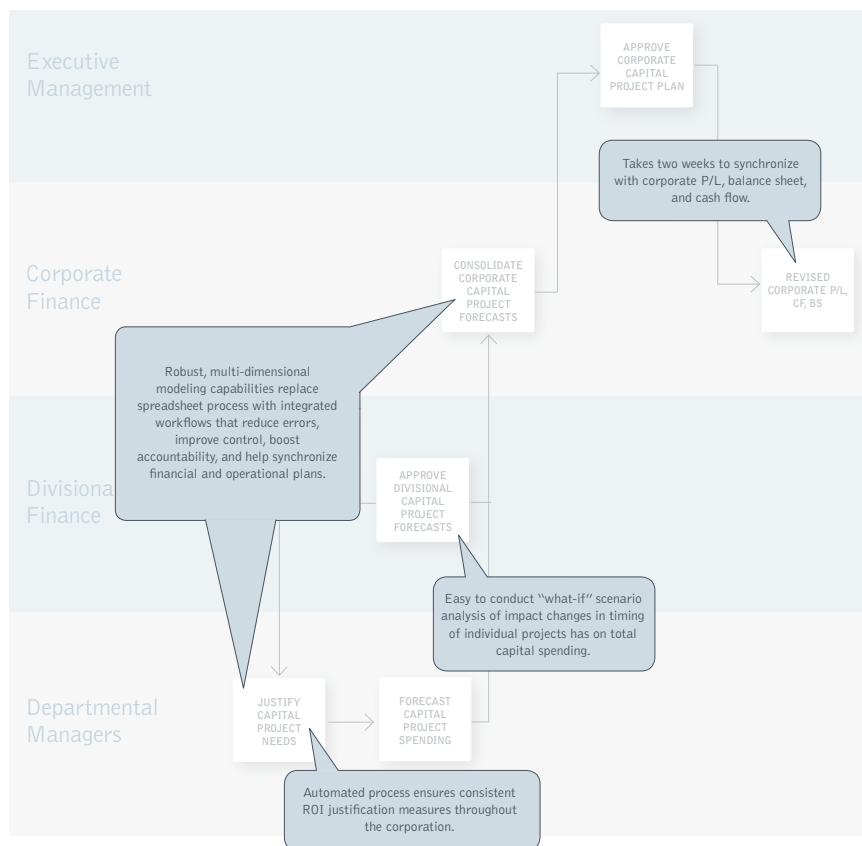 Executive
Management
APPROVE
CORPORATE
CAPITAL
PROJECT PLAN
Takes two weeks to synchronize
with corporate P/L, balance sheet,
and cash flow.
Corporate
Finance
CONSOLIDATE
CORPORATE
CAPITAL
PROJECT
FORECASTS
REVISED
CORPORATE P/L,
CF, BS
Robust, multi-dimensional
modeling capabilities replace
spreadsheet process with integrated
workflows that reduce errors,
improve control, boost
accountability, and help synchronize
financial and operational plans.
Divisiona
Finance
APPROVE
DIVISIONAL
CAPITAL
PROJECT
FORECASTS
Easy to conduct “what-if” scenario
analysis of impact changes in timing
of individual projects has on total
capital spending.
Departmental
Managers
JUSTIFY
CAPITAL
PROJECT
NEEDS
FORECAST
CAPITAL
PROJECT
SPENDING
Automated process ensures consistent
ROI justification measures throughout
the corporation.